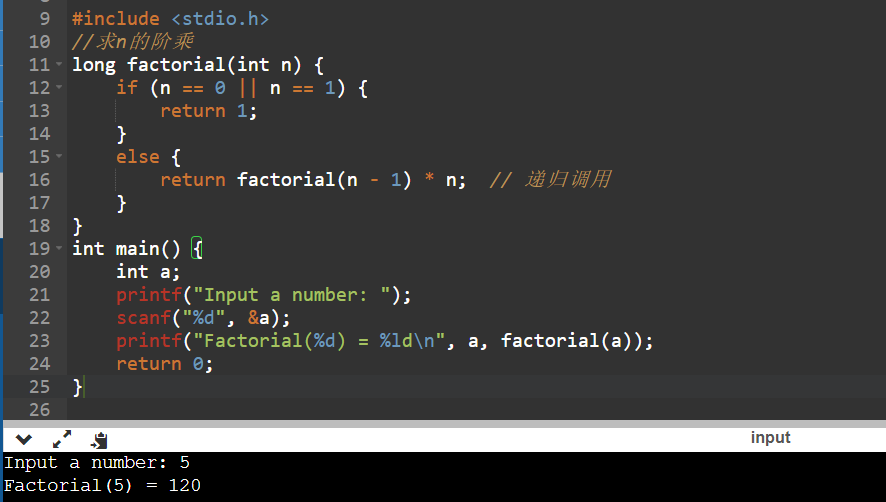 9 #include <stdio.h>
10 //求n的阶乘
11 long factorial(int n) {
12     if (n == 0 || n == 1) {
13         return 1;
14     }
15     else {
16         return factorial(n - 1) * n;  // 递归调用
17     }
18 }
19 int main() {
20     int a;
21     printf("Input a number: ");
22     scanf("%d", &a);
23     printf("Factorial(%d) = %ld\n", a, factorial(a));
24     return 0;
25 }
26
input
Input a number: 5
Factorial(5) = 120